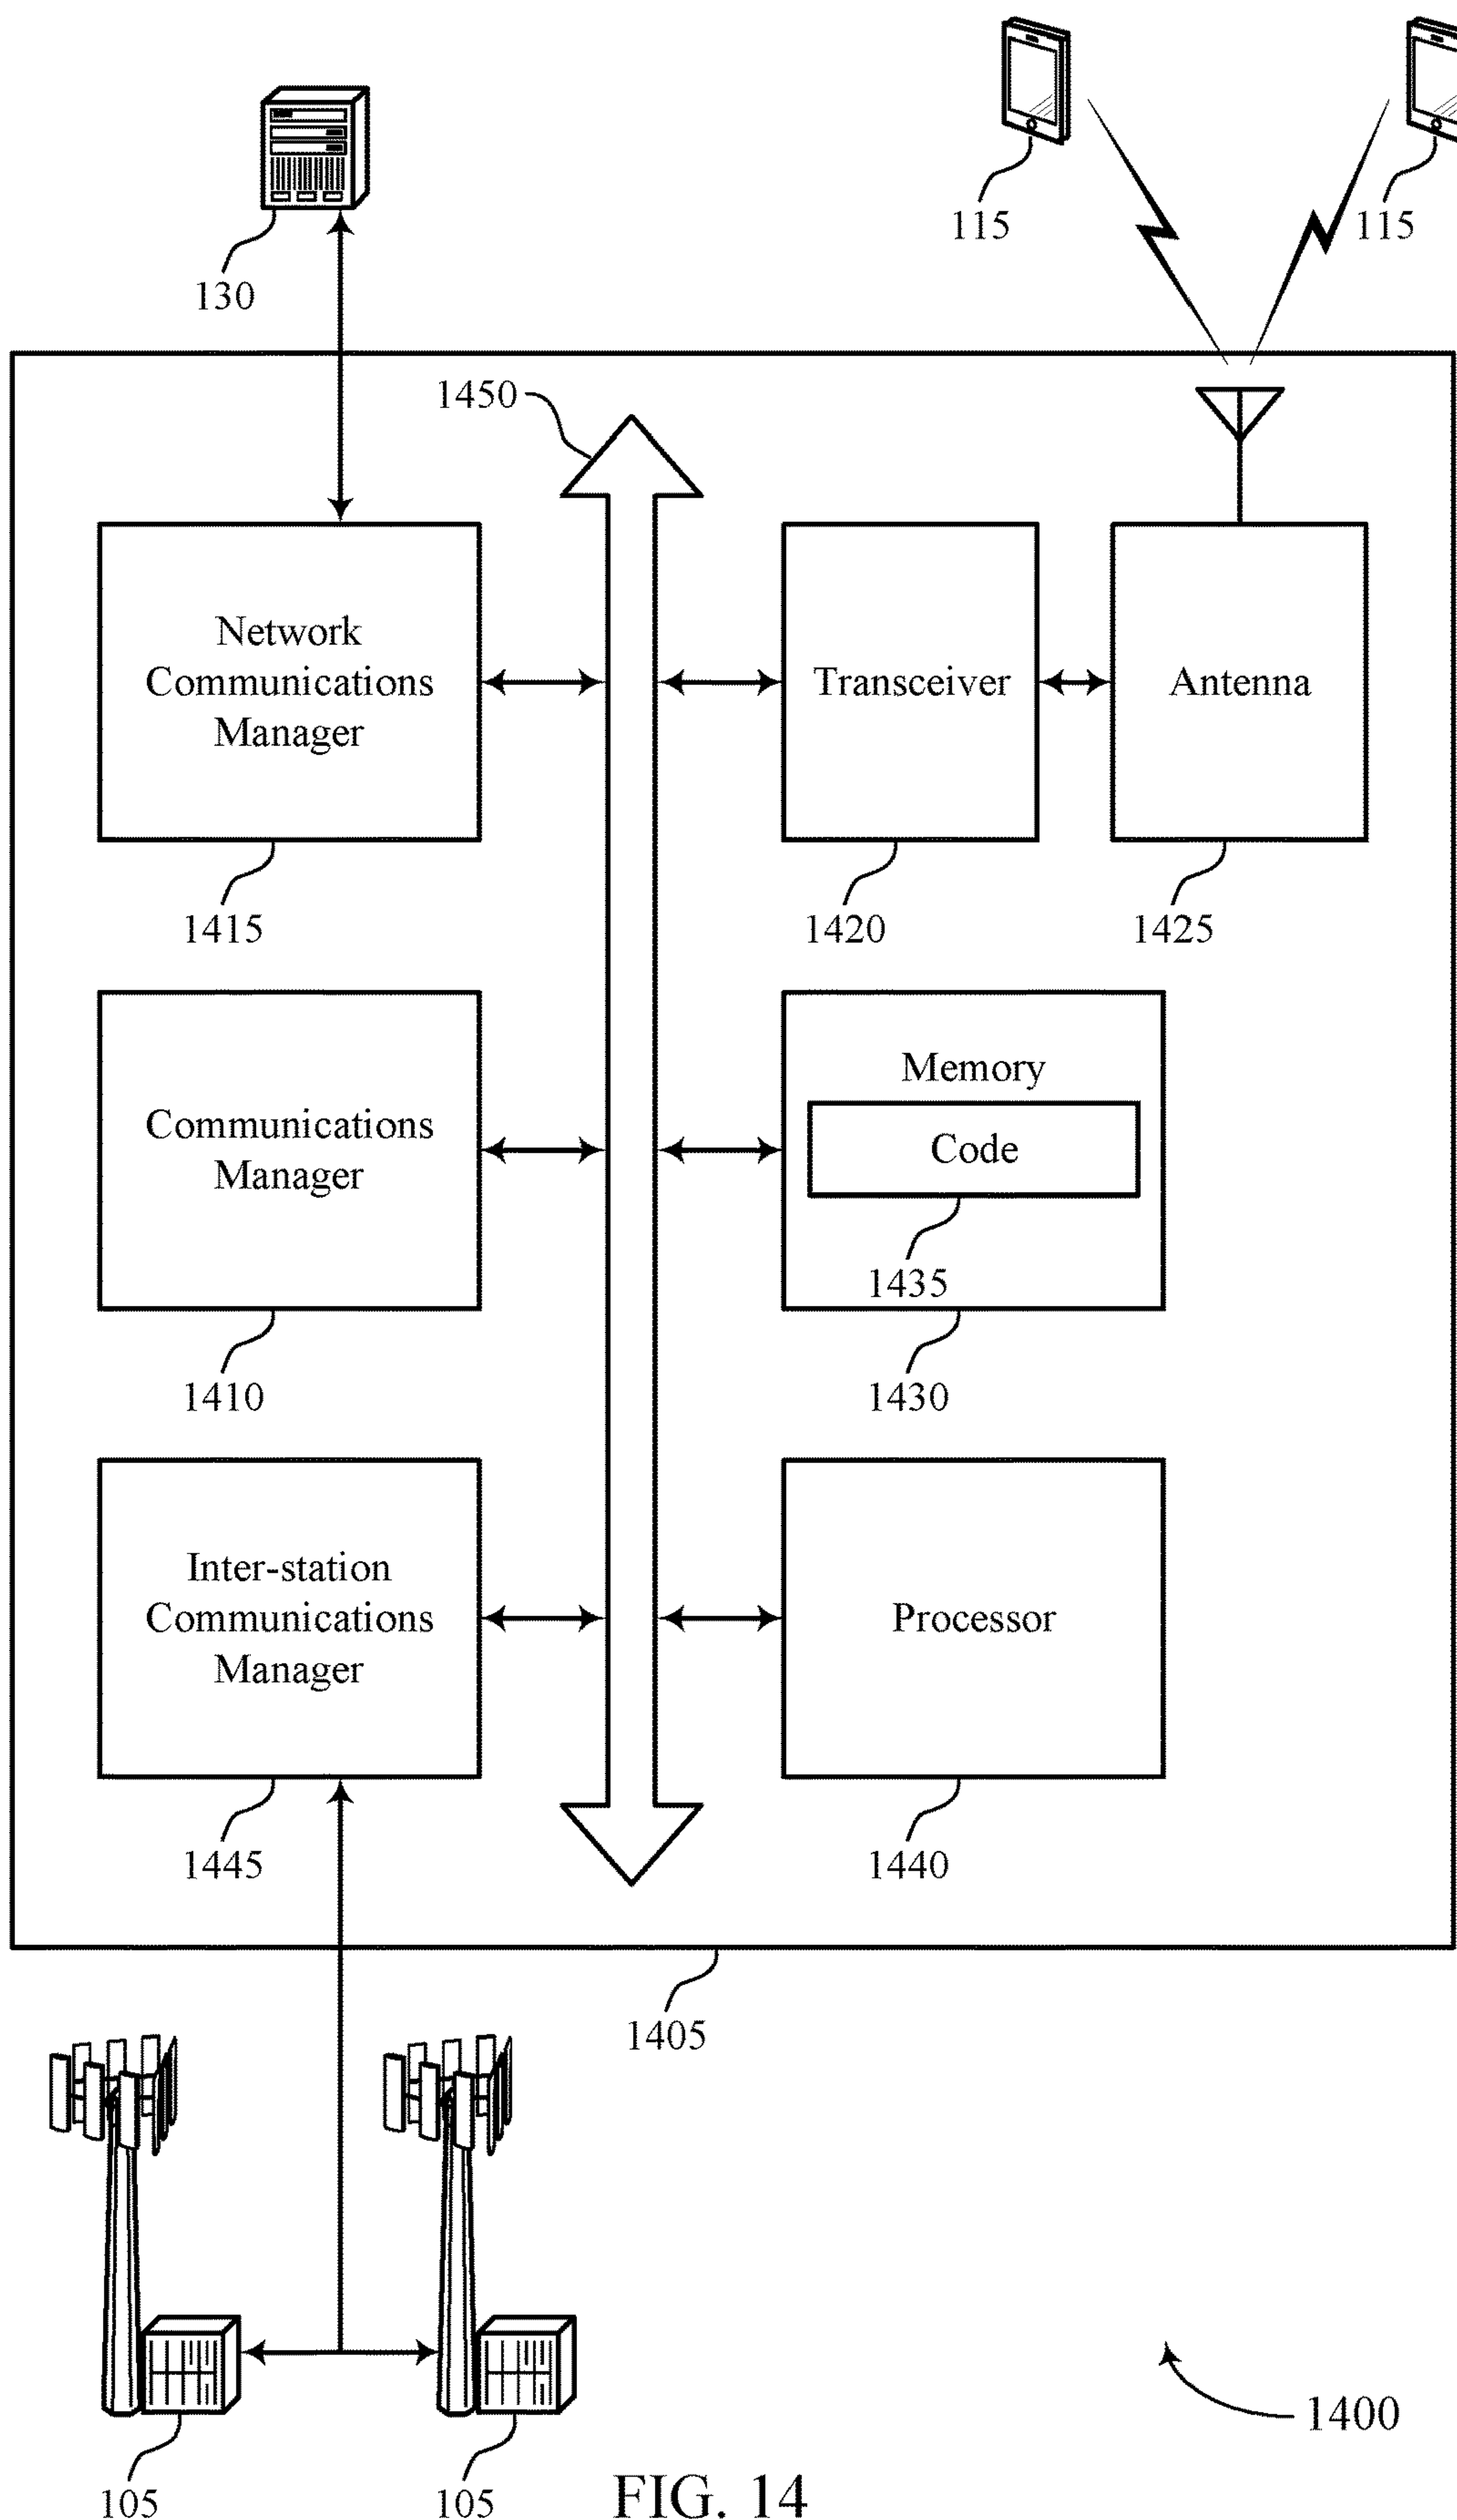 130
115
115
1450
Network
Communications
Manager
Transceiver
Antenna
1415
1420
1425
Communications
Manager
Memory
Code
1435
1410
1430
Inter-station
Communications
Manager
Processor
1445
1440
1405
1400
105
105
FIG. 14